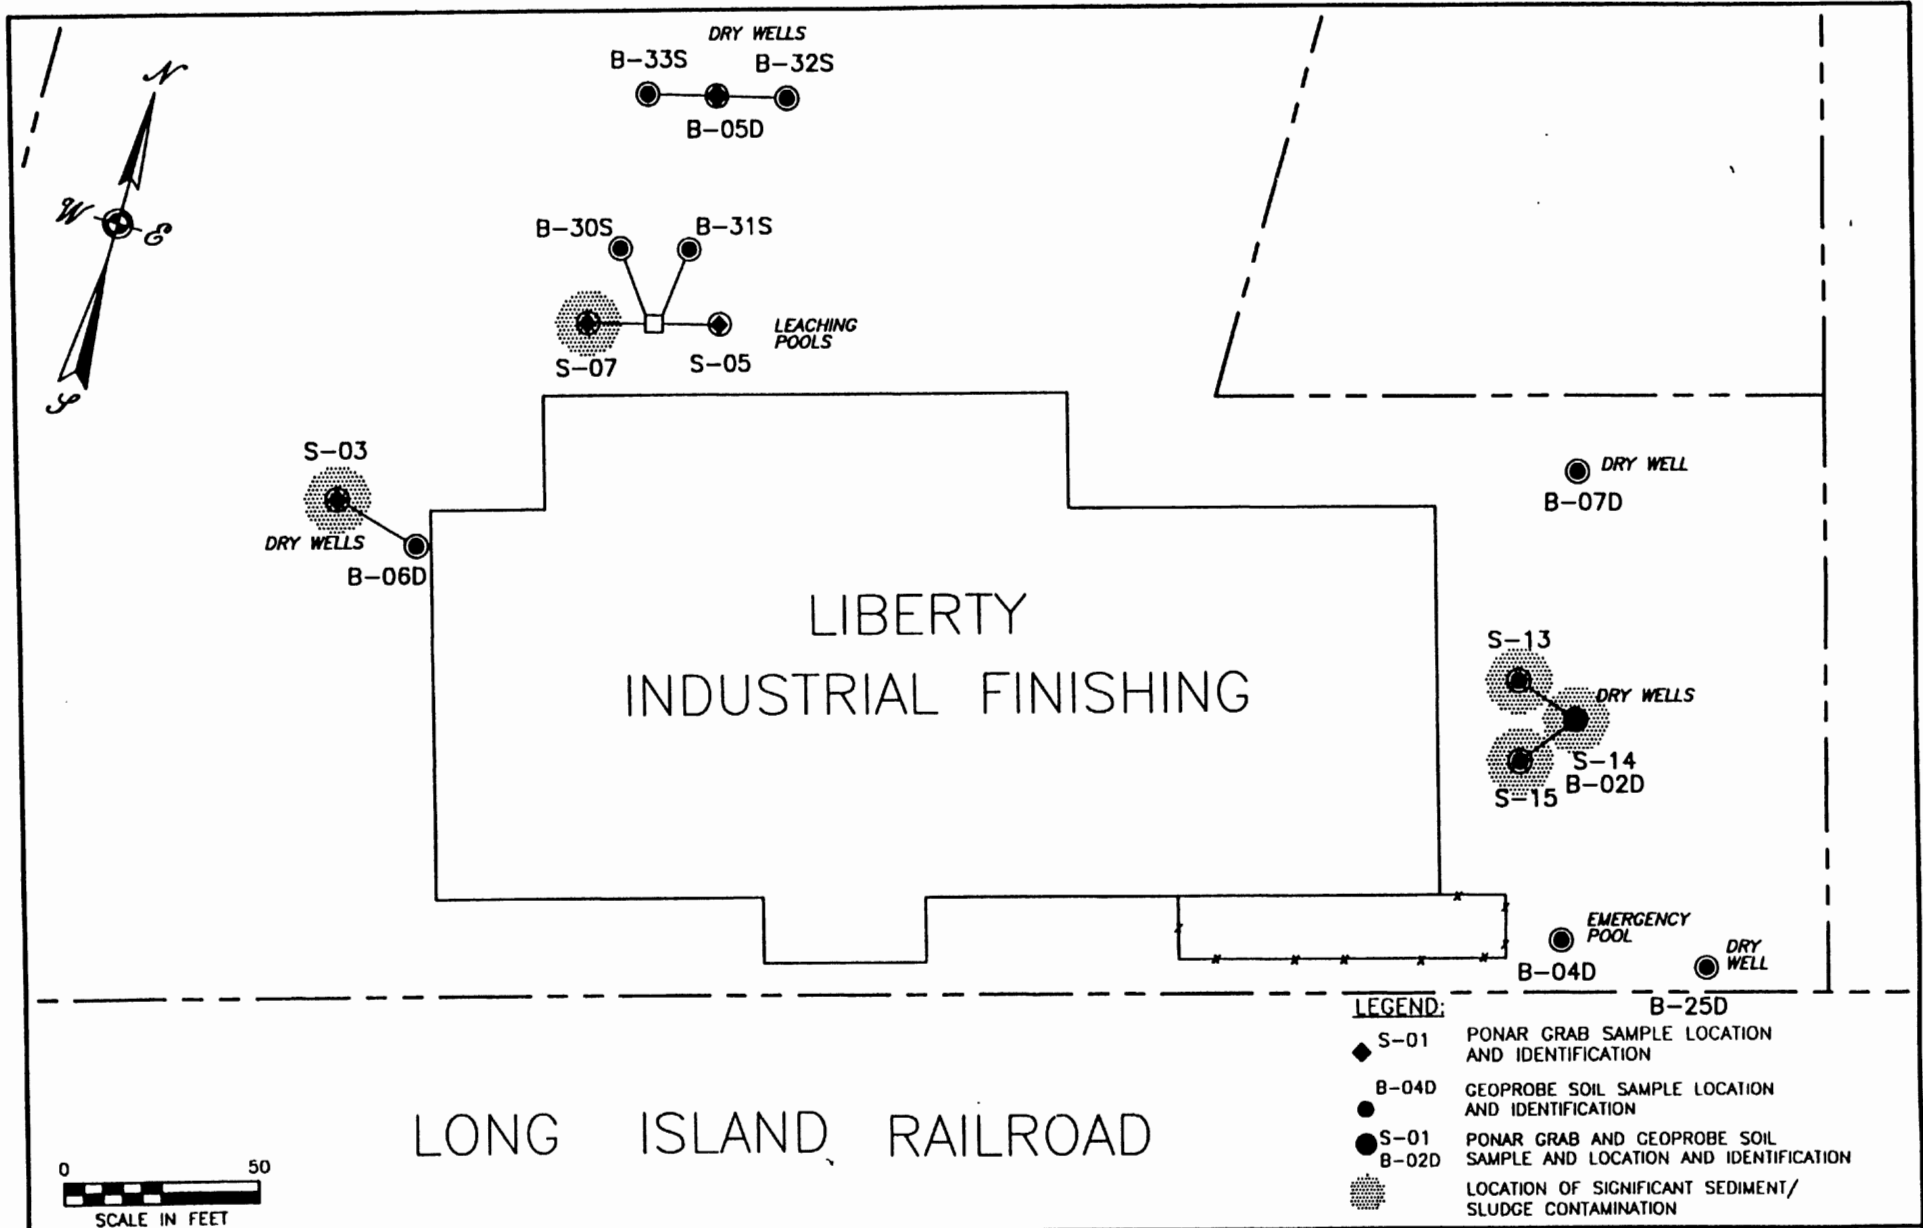 DRY WELLS
B-33S
B-32S
B-05D
N
W
E
S
B-30S
B-31S
LEACHING
POOLS
S-07
S-05
S-03
DRY WELLS
B-06D
DRY WELL
B-07D
LIBERTY
INDUSTRIAL FINISHING
S-13
DRY WELLS
S-14
B-02D
S-15
EMERGENCY
POOL
B-04D
DRY
WELL
B-25D
LEGEND:
S-01 PONAR GRAB SAMPLE LOCATION
AND IDENTIFICATION
B-04D GEOPROBE SOIL SAMPLE LOCATION
AND IDENTIFICATION
S-01 PONAR GRAB AND GEOPROBE SOIL
B-02D SAMPLE AND LOCATION AND IDENTIFICATION
LOCATION OF SIGNIFICANT SEDIMENT/
SLUDGE CONTAMINATION
LONG ISLAND RAILROAD
0 50
SCALE IN FEET